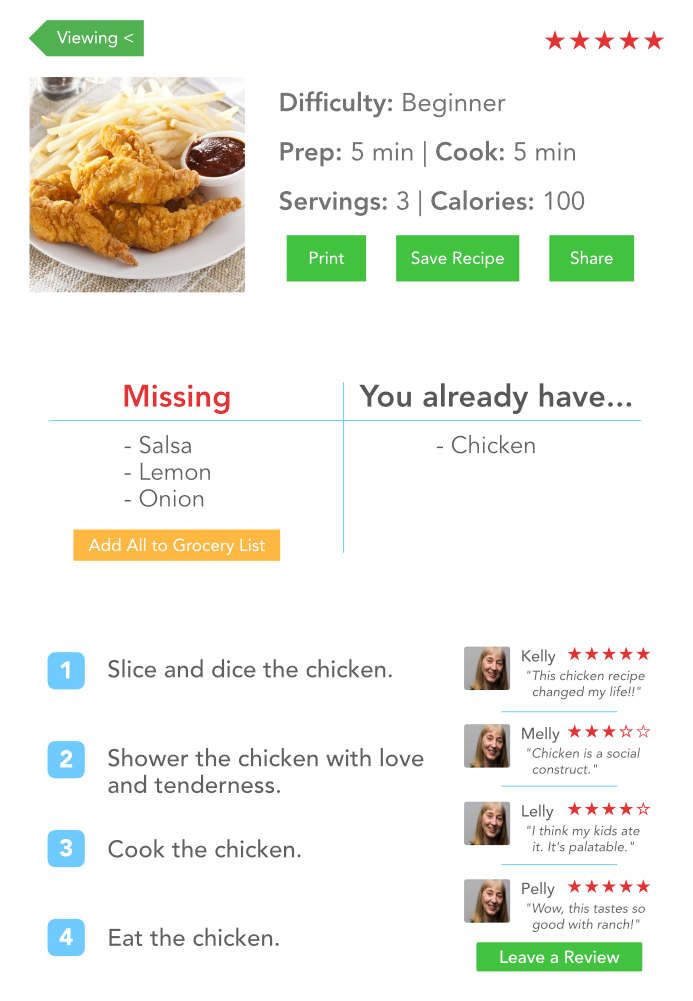 Viewing <
Difficulty: Beginner
Prep: 5 min | Cook: 5 min
Servings: 3 | Calories: 100
Print
Save Recipe
Share
Missing
You already have...
- Salsa
- Lemon
- Onion
- Chicken
Add All to Grocery List
1
Slice and dice the chicken.
2
Shower the chicken with love
and tenderness.
3
Cook the chicken.
4
Eat the chicken.
Kelly
"This chicken recipe
changed my life!!"
Melly
"Chicken is a social
construct."
Lelly
"I think my kids ate
it. It's palatable."
Pelly
"Wow, this tastes so
good with ranch!"
Leave a Review